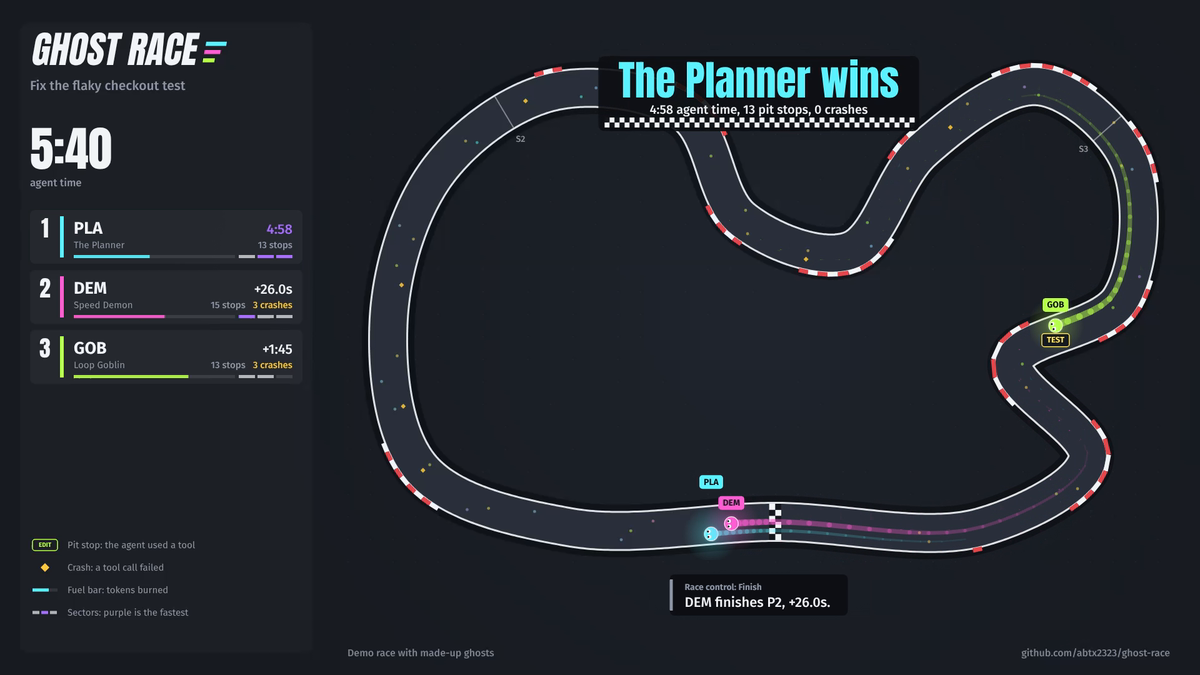 GHOST RACE
Fix the flaky checkout test
5:40
agent time
1 PLA 4:58
The Planner 13 stops
2 DEM +26.0s
Speed Demon 15 stops 3 crashes
3 GOB +1:45
Loop Goblin 13 stops 3 crashes
EDIT Pit stop: the agent used a tool
Crash: a tool call failed
Fuel bar: tokens burned
Sectors: purple is the fastest
The Planner wins
4:58 agent time, 13 pit stops, 0 crashes
S2
S3
GOB
TEST
PLA
DEM
Race control: Finish
DEM finishes P2, +26.0s.
Demo race with made-up ghosts
github.com/abtx2323/ghost-race